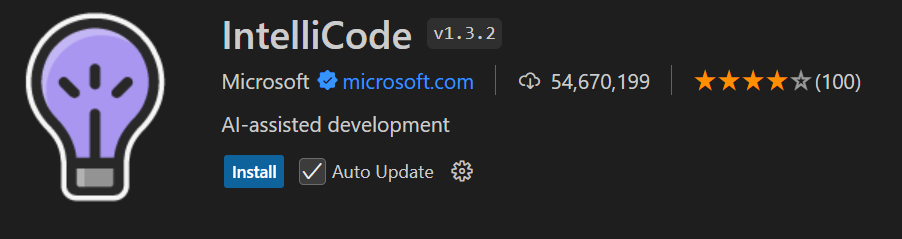 IntelliCode v1.3.2
Microsoft microsoft.com 54,670,199 (100)
AI-assisted development
Install Auto Update